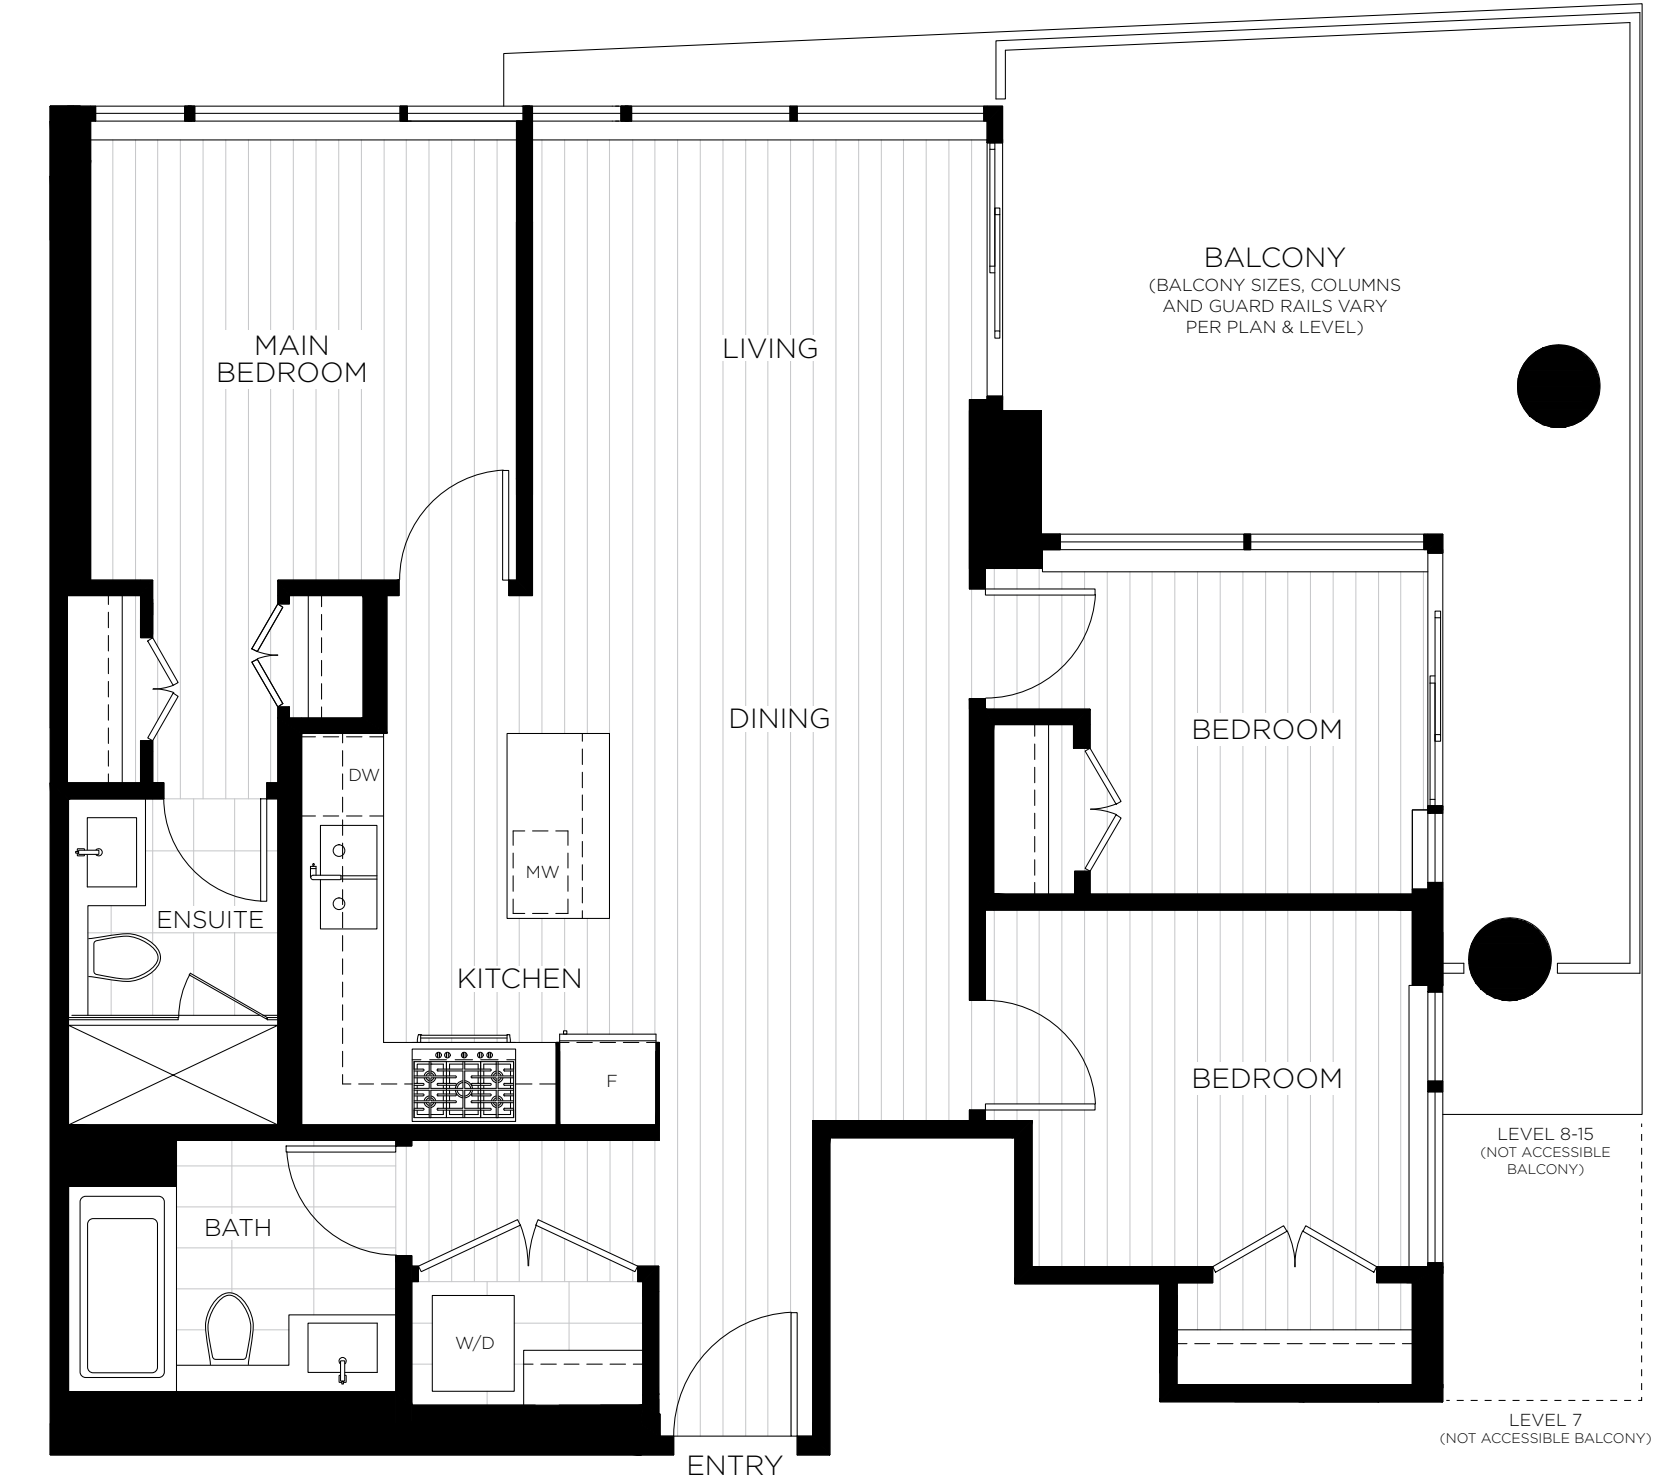 BALCONY
(BALCONY SIZES, COLUMNS
AND GUARD RAILS VARY
PER PLAN & LEVEL)
MAIN
BEDROOM
LIVING
DINING
BEDROOM
DW
MW
ENSUITE
KITCHEN
F
BEDROOM
LEVEL 8-15
(NOT ACCESSIBLE
BALCONY)
BATH
W/D
LEVEL 7
(NOT ACCESSIBLE BALCONY)
ENTRY